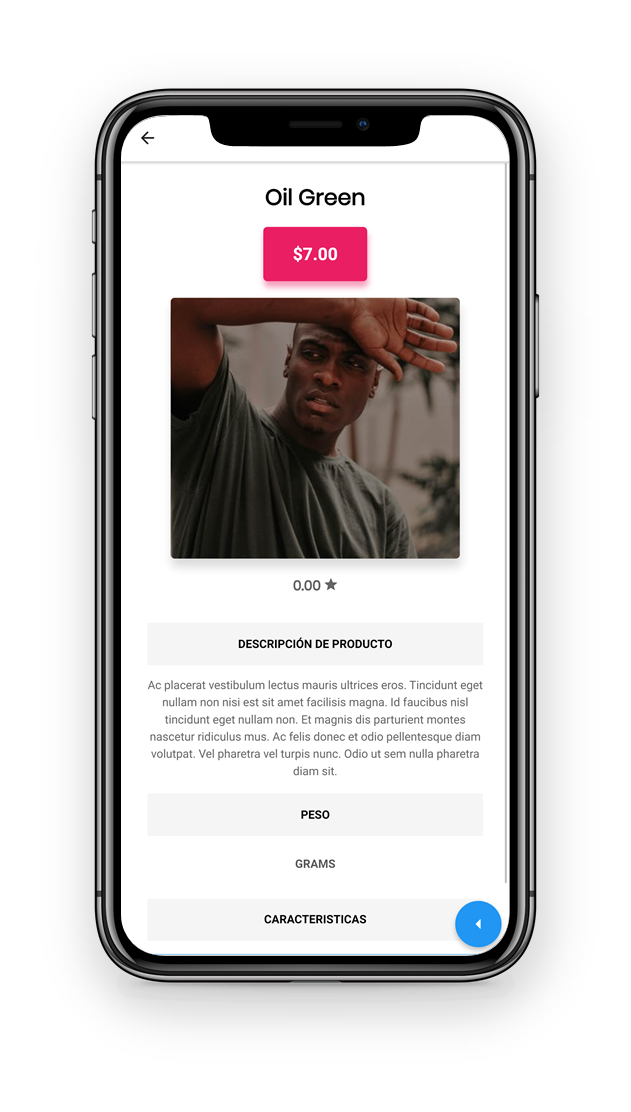 Oil Green
$7.00
0.00 ★
DESCRIPCIÓN DE PRODUCTO
Ac placerat vestibulum lectus mauris ultrices eros. Tincidunt eget
nullam non nisi est sit amet facilisis magna. Id faucibus nisl
tincidunt eget nullam non. Et magnis dis parturient montes
nascetur ridiculus mus. Ac felis donec et odio pellentesque diam
volutpat. Vel pharetra vel turpis nunc. Odio ut sem nulla pharetra
diam sit.
PESO
GRAMS
CARACTERISTICAS